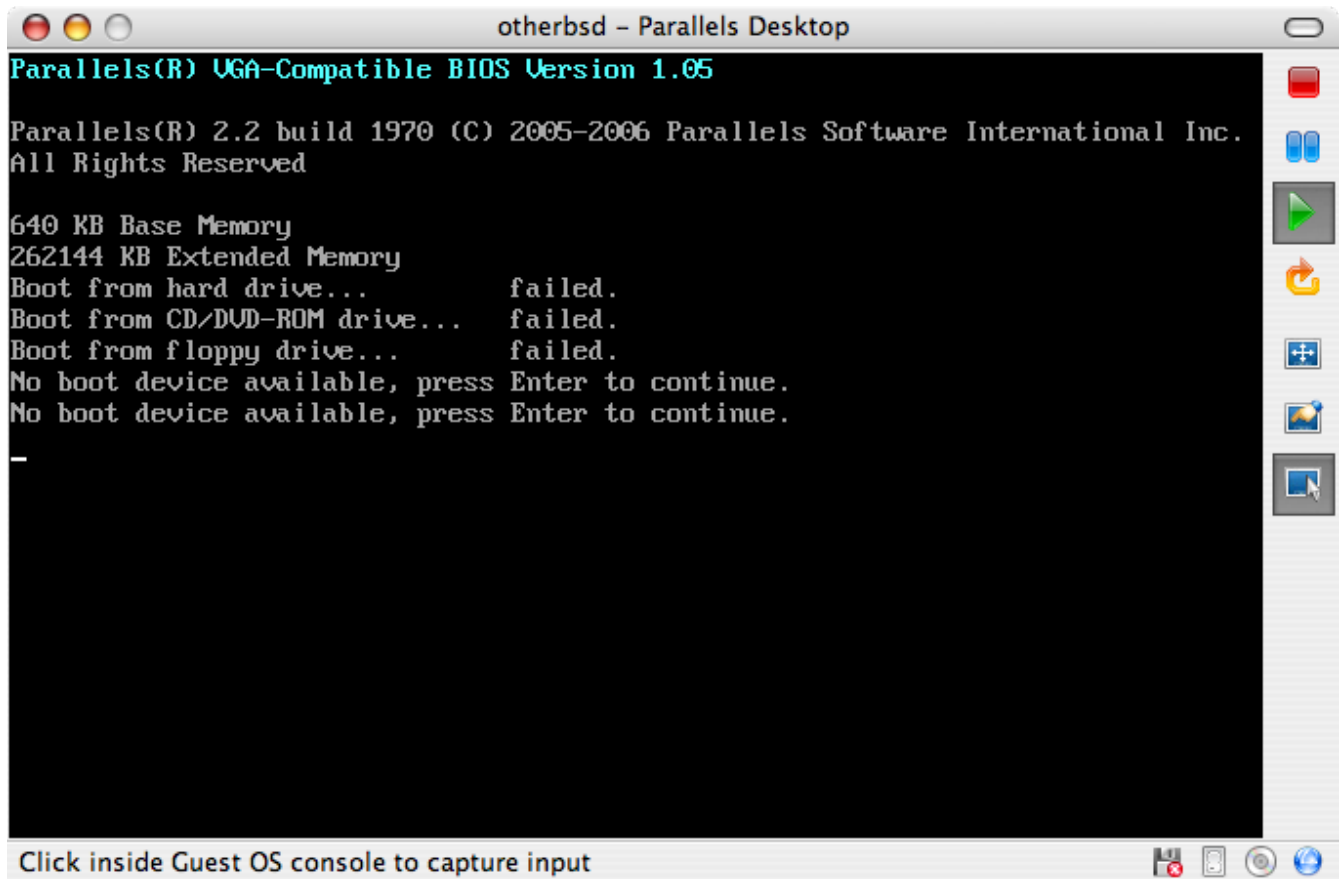 otherbsd – Parallels Desktop
Parallels(R) VGA-Compatible BIOS Version 1.05
Parallels(R) 2.2 build 1970 (C) 2005-2006 Parallels Software International Inc.
All Rights Reserved
640 KB Base Memory
262144 KB Extended Memory
Boot from hard drive... failed.
Boot from CD/DVD-ROM drive... failed.
Boot from floppy drive... failed.
No boot device available, press Enter to continue.
No boot device available, press Enter to continue.
_
Click inside Guest OS console to capture input